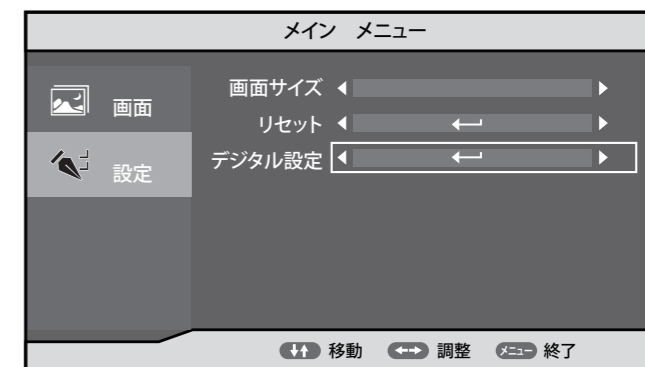 メイン メニュー
画面
設定
画面サイズ
リセット
デジタル設定
移動 調整 メニュー 終了